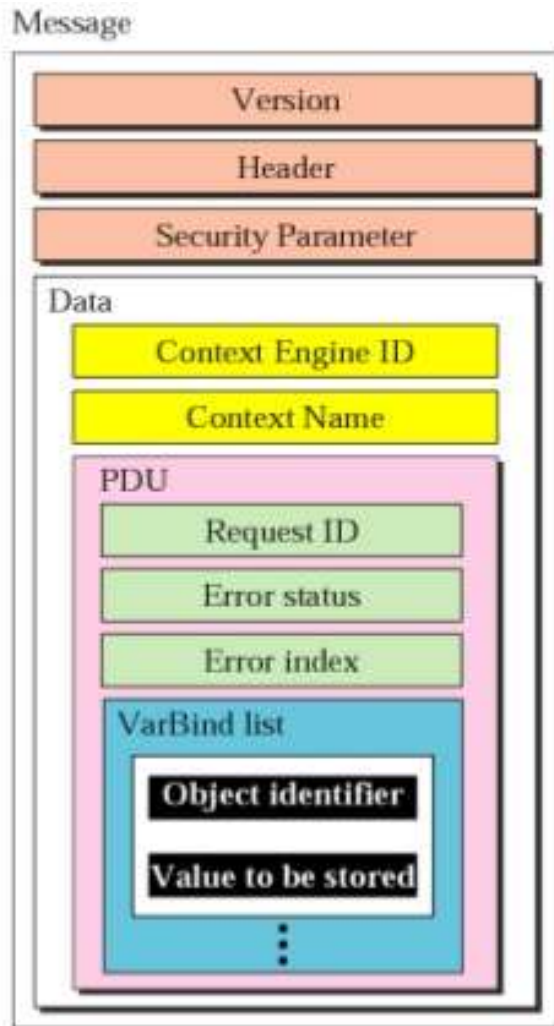 Message
Version
Header
Security Parameter
Data
Context Engine ID
Context Name
PDU
Request ID
Error status
Error index
VarBind list
Object identifier
Value to be stored